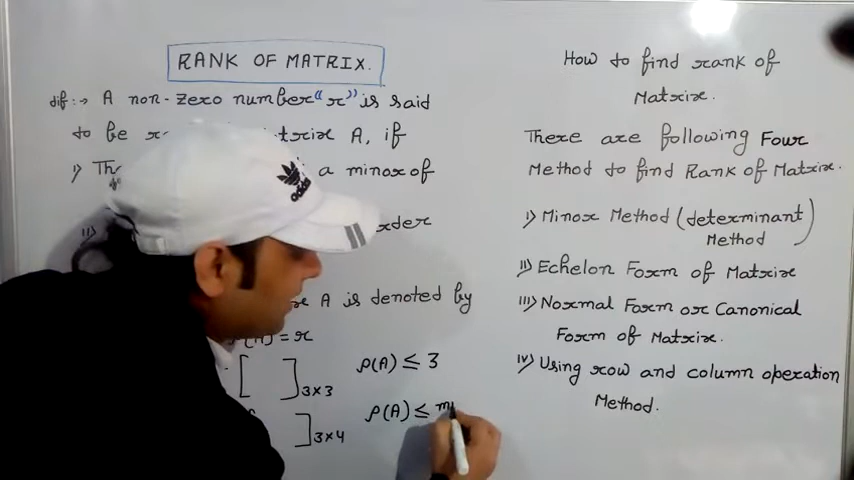 RANK OF MATRIX.
dif:→ A non-zero number "r" is said
to be A, if
i) a minor of
ii)
A is denoted by
= r
[ ] 3×3 ρ(A) ≤ 3
] 3×4 ρ(A) ≤
adidas
How to find rank of
Matrix.
There are following Four
Method to find Rank of Matrix.
i) Minor Method (determinant
Method)
ii) Echelon Form of Matrix
iii) Normal Form or Canonical
Form of Matrix.
iv) Using row and column operation
Method.